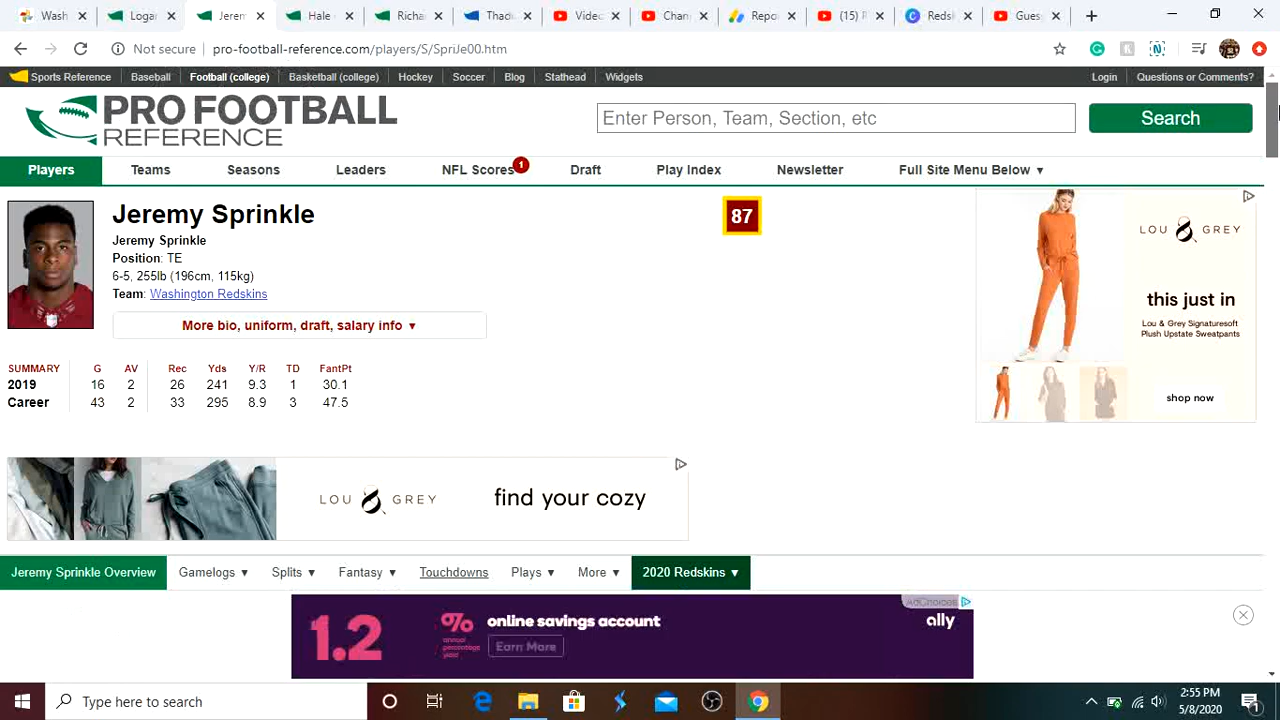 Wash
Logar
Jerem
Hale
Richar
Thadiu
Video
Chan
Repo
(15) R
Redsk
Gues
Not secure
pro-football-reference.com/players/S/SpriJe00.htm
Sports Reference Baseball Football (college) Basketball (college) Hockey Soccer Blog Stathead Widgets Login Questions or Comments?
PRO FOOTBALL
REFERENCE
Enter Person, Team, Section, etc
Search
Players Teams Seasons Leaders NFL Scores 1 Draft Play Index Newsletter Full Site Menu Below ▼
Jeremy Sprinkle
87
Jeremy Sprinkle
Position: TE
6-5, 255lb (196cm, 115kg)
Team: Washington Redskins
More bio, uniform, draft, salary info ▼
SUMMARY G AV Rec Yds Y/R TD FantPt
2019 16 2 26 241 9.3 1 30.1
Career 43 2 33 295 8.9 3 47.5
LOU & GREY
this just in
Lou & Grey Signaturesoft
Plush Upstate Sweatpants
shop now
LOU & GREY
find your cozy
Jeremy Sprinkle Overview Gamelogs ▼ Splits ▼ Fantasy ▼ Touchdowns Plays ▼ More ▼ 2020 Redskins ▼
AdChoices
1.2
%
annual
percentage
yield
online savings account
Earn More
ally
Type here to search
2:55 PM
5/8/2020
1